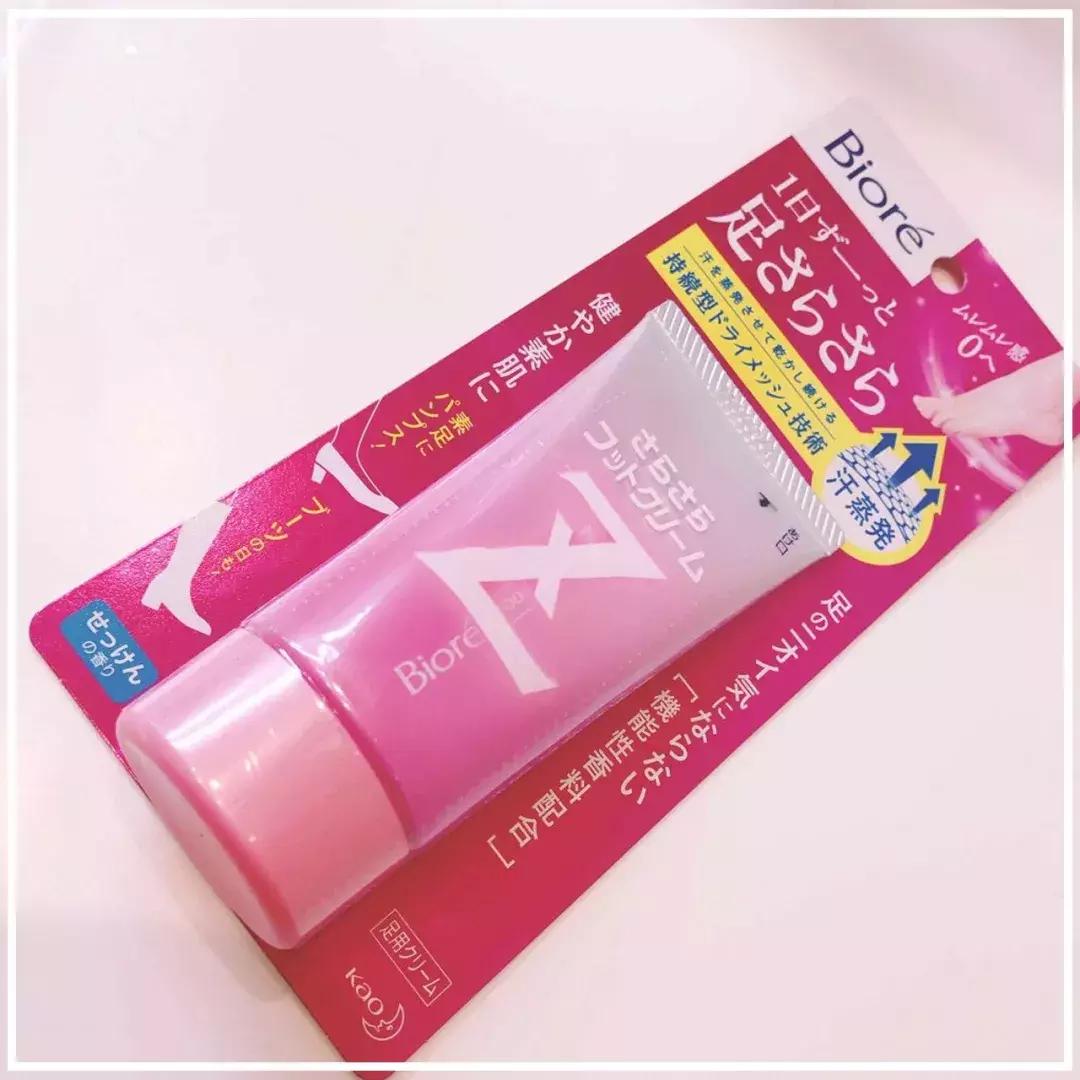 Bioré
1日ずーっと
足さらさら
汗を蒸発させて乾かし続ける
持続型ドライメッシュ技術
ムレムレ感
0へ
汗蒸発
健やか素肌に
素足に
パンプス!
ブーツの日も!
せっけん
の香り
さらさら
フットクリーム
Z
Bioré
足のニオイ気にならない
[機能性香料配合]
足用クリーム
Kao